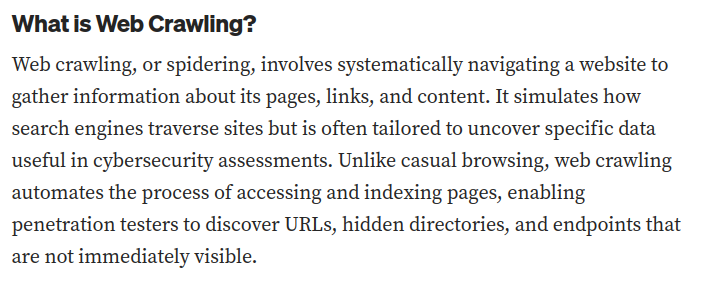 What is Web Crawling?
Web crawling, or spidering, involves systematically navigating a website to
gather information about its pages, links, and content. It simulates how
search engines traverse sites but is often tailored to uncover specific data
useful in cybersecurity assessments. Unlike casual browsing, web crawling
automates the process of accessing and indexing pages, enabling
penetration testers to discover URLs, hidden directories, and endpoints that
are not immediately visible.